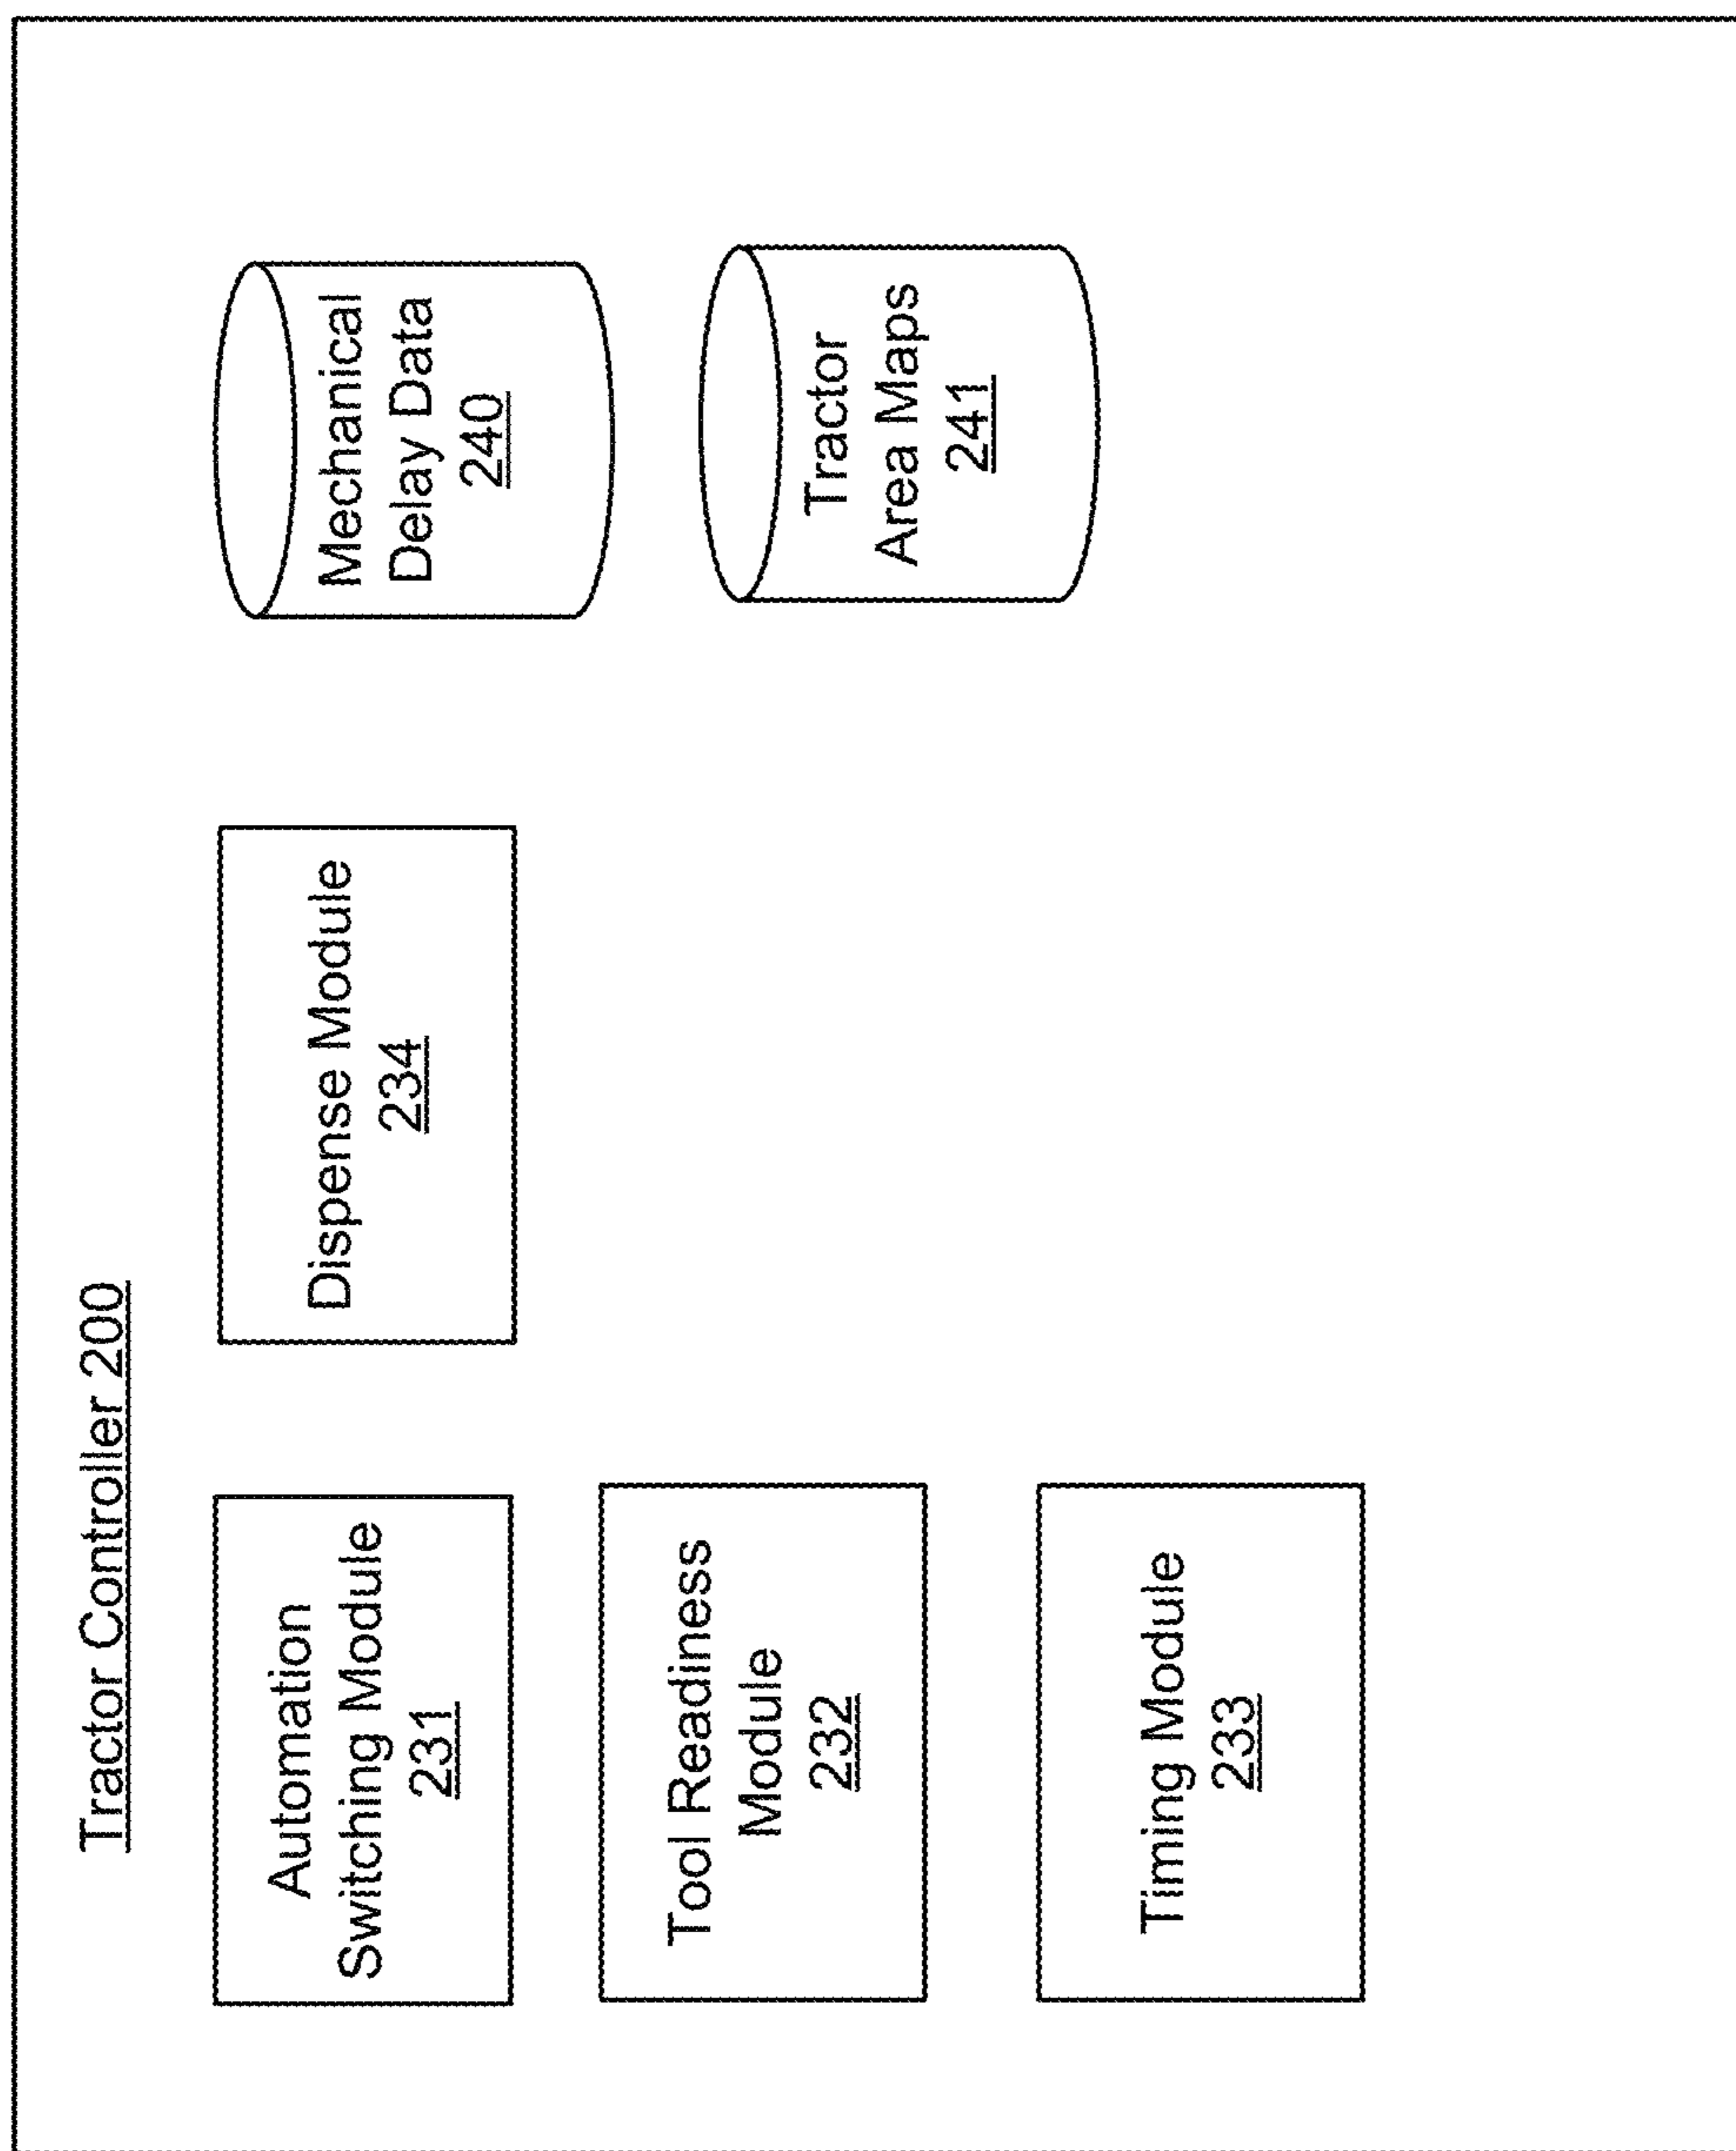 Tractor Controller 200
Automation
Switching Module
231
Tool Readiness
Module
232
Timing Module
233
Dispense Module
234
Mechanical
Delay Data
240
Tractor
Area Maps
241